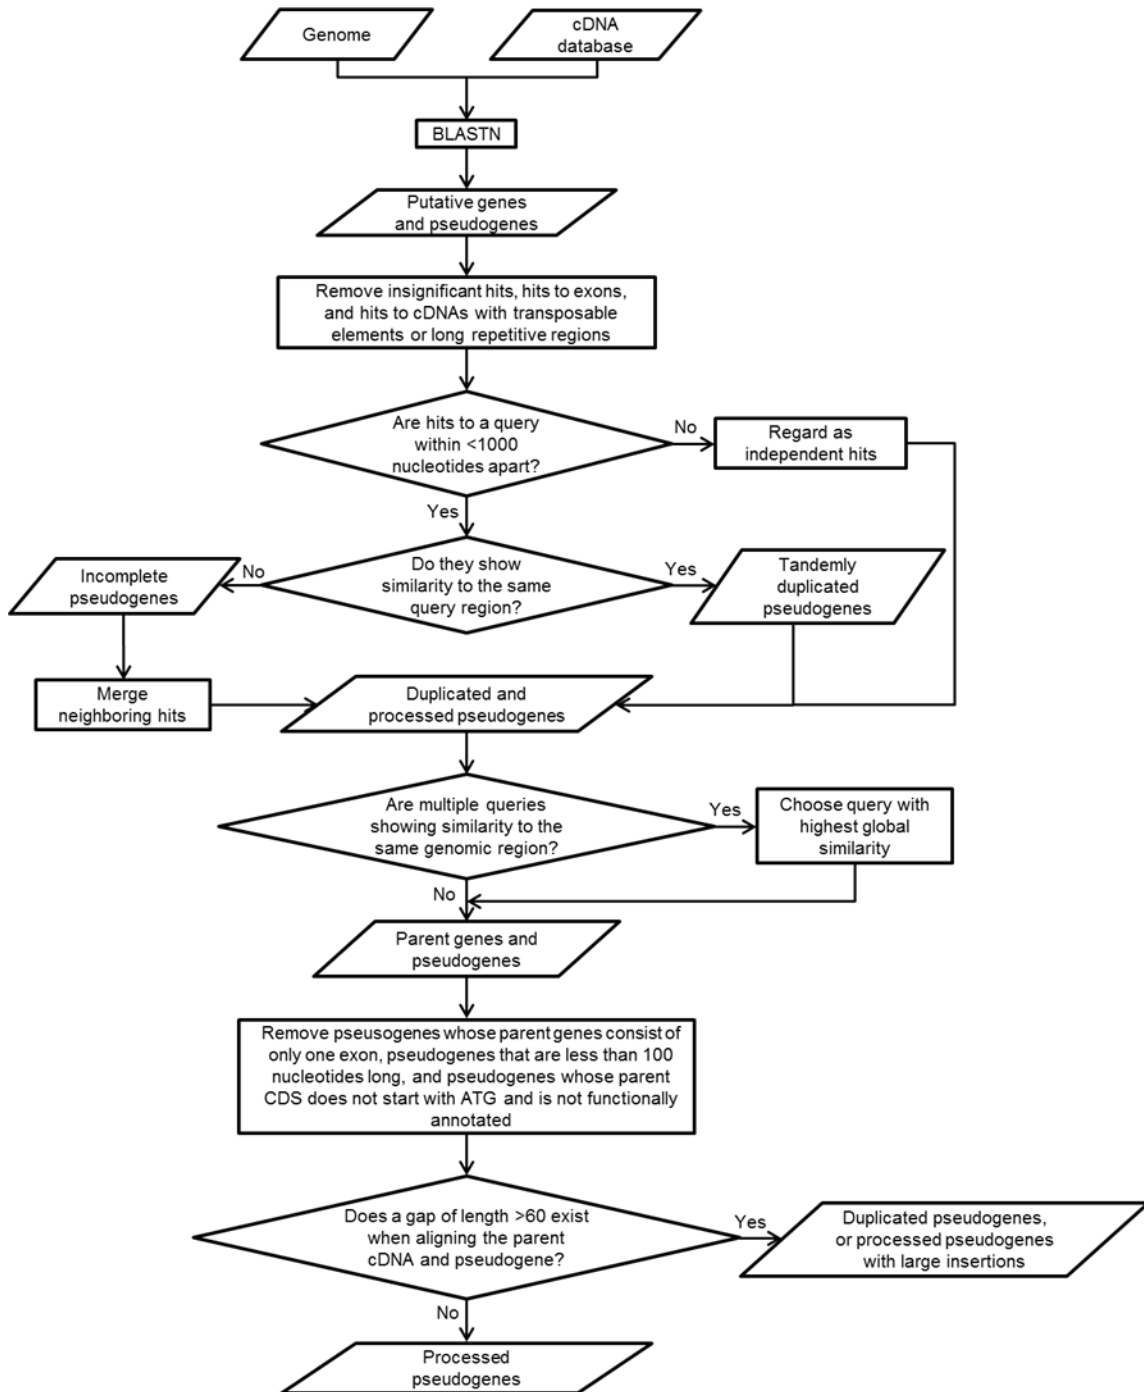 Genome
cDNA
database
BLASTN
Putative genes
and pseudogenes
Remove insignificant hits, hits to exons,
and hits to cDNAs with transposable
elements or long repetitive regions
Are hits to a query
within <1000
nucleotides apart?
No
Regard as
independent hits
Yes
Do they show
similarity to the same
query region?
No
Incomplete
pseudogenes
Yes
Tandemly
duplicated
pseudogenes
Merge
neighboring hits
Duplicated and
processed pseudogenes
Are multiple queries
showing similarity to the
same genomic region?
Yes
Choose query with
highest global
similarity
No
Parent genes and
pseudogenes
Remove pseusogenes whose parent genes consist of
only one exon, pseudogenes that are less than 100
nucleotides long, and pseudogenes whose parent
CDS does not start with ATG and is not functionally
annotated
Does a gap of length >60 exist
when aligning the parent
cDNA and pseudogene?
Yes
Duplicated pseudogenes,
or processed pseudogenes
with large insertions
No
Processed
pseudogenes